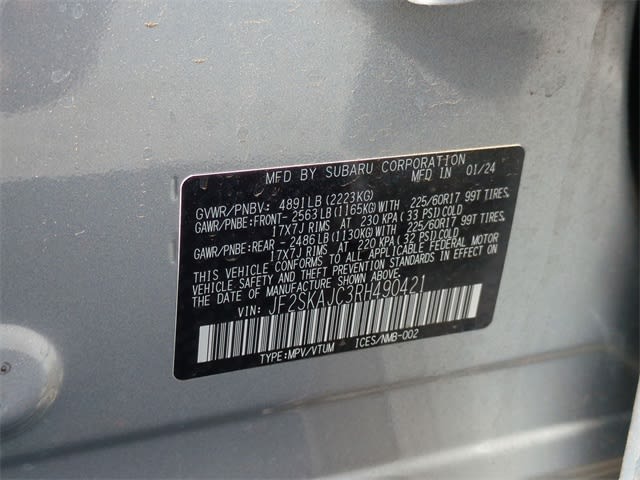 MFD BY SUBARU CORPORATION
MFD IN 01/24
GVWR/PNBV: 4891LB(2223KG)
GAWR/PNBE:FRONT- 2563LB(1165KG)WITH 225/60R17 99T TIRES.
17X7J RIMS AT 230 KPA(33 PSI)COLD
GAWR/PNBE:REAR - 2486LB(1130KG)WITH 225/60R17 99T TIRES.
17X7J RIMS AT 220 KPA(32 PSI)COLD
THIS VEHICLE CONFORMS TO ALL APPLICABLE FEDERAL MOTOR
VEHICLE SAFETY AND THEFT PREVENTION STANDARDS IN EFFECT ON
THE DATE OF MANUFACTURE SHOWN ABOVE.
VIN: JF2SKAJC3RH490421
TYPE:MPV/VTUM ICES/NMB-002